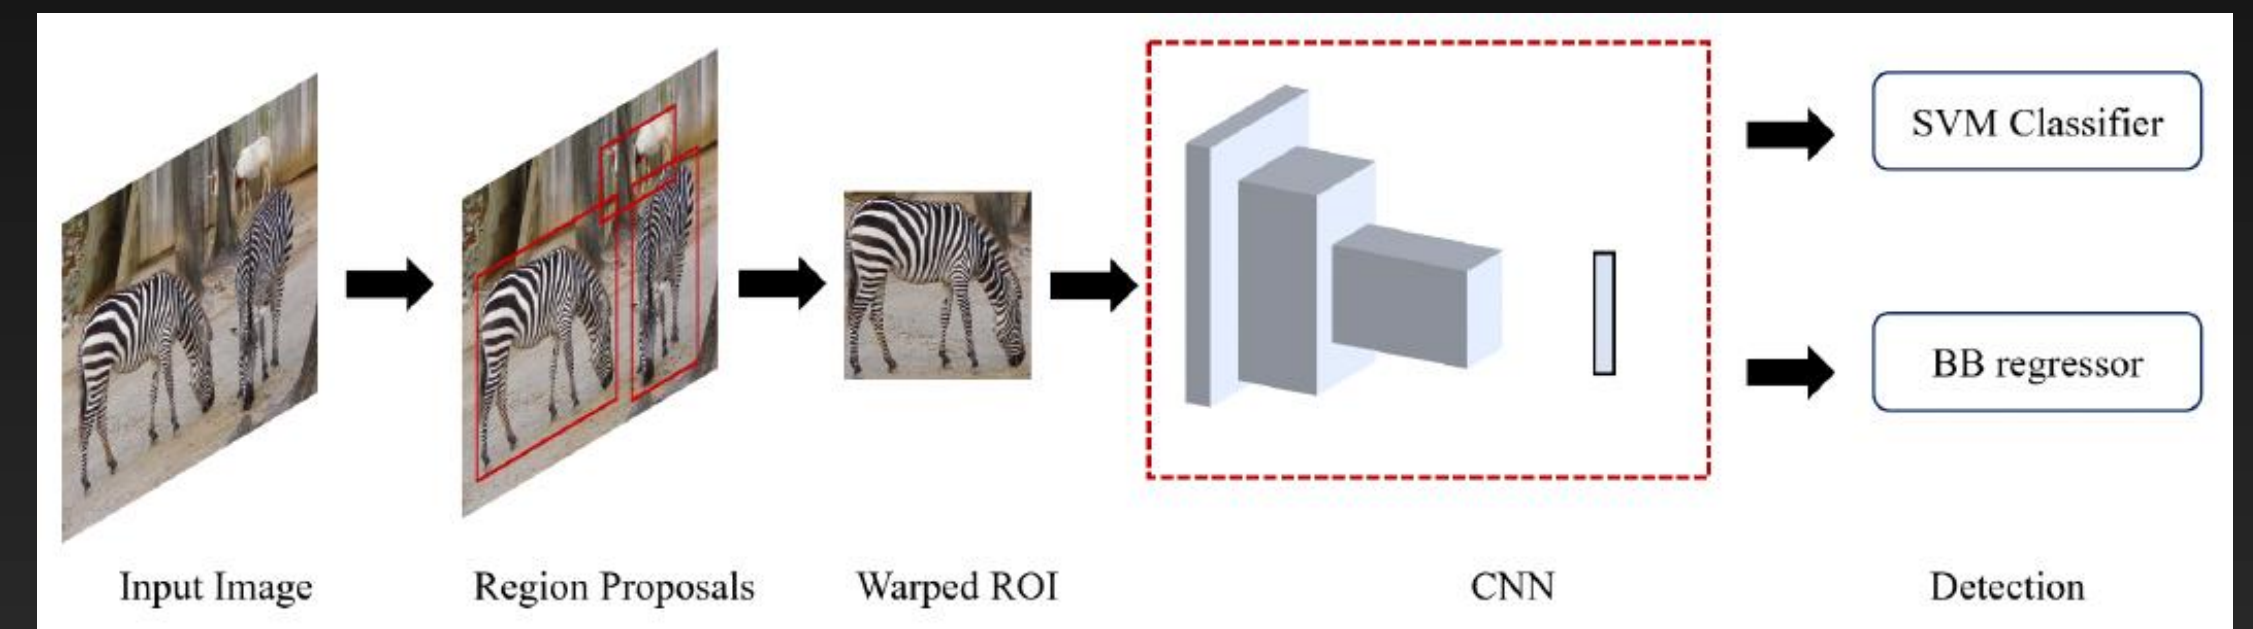 SVM Classifier
BB regressor
Input Image
Region Proposals
Warped ROI
CNN
Detection